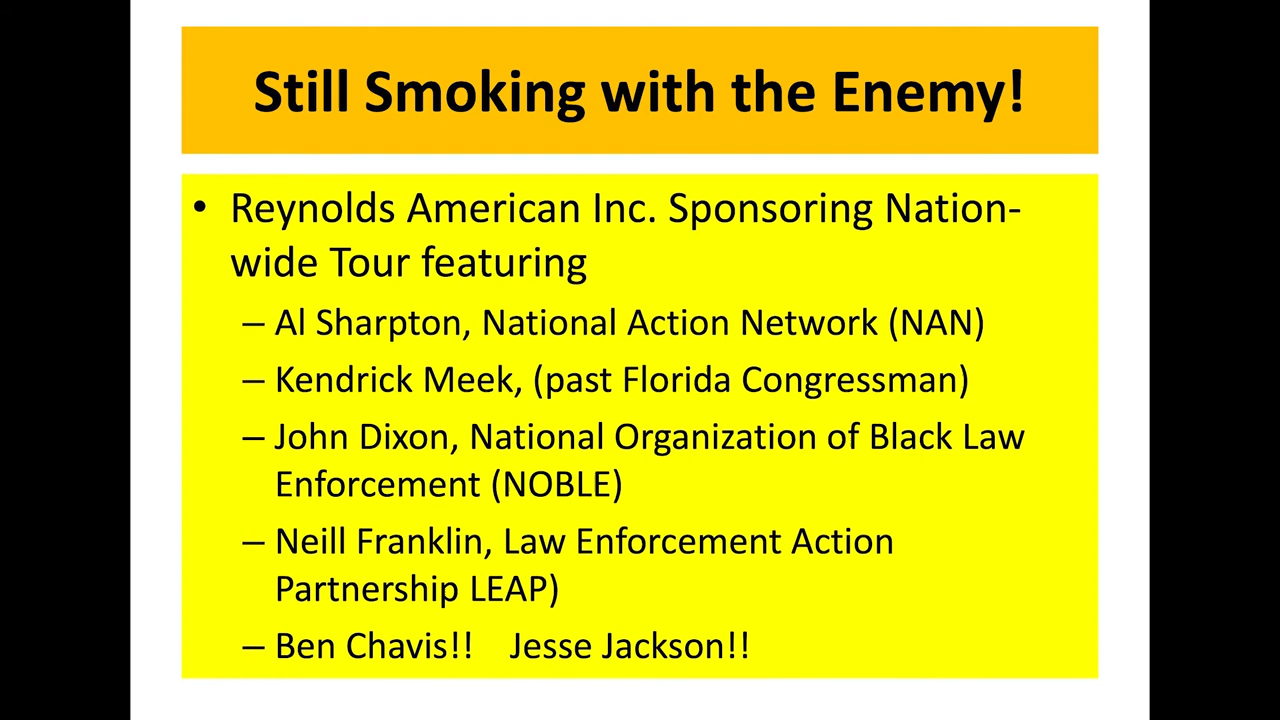 Still Smoking with the Enemy!
• Reynolds American Inc. Sponsoring Nation-
wide Tour featuring
– Al Sharpton, National Action Network (NAN)
– Kendrick Meek, (past Florida Congressman)
– John Dixon, National Organization of Black Law
Enforcement (NOBLE)
– Neill Franklin, Law Enforcement Action
Partnership LEAP)
– Ben Chavis!! Jesse Jackson!!